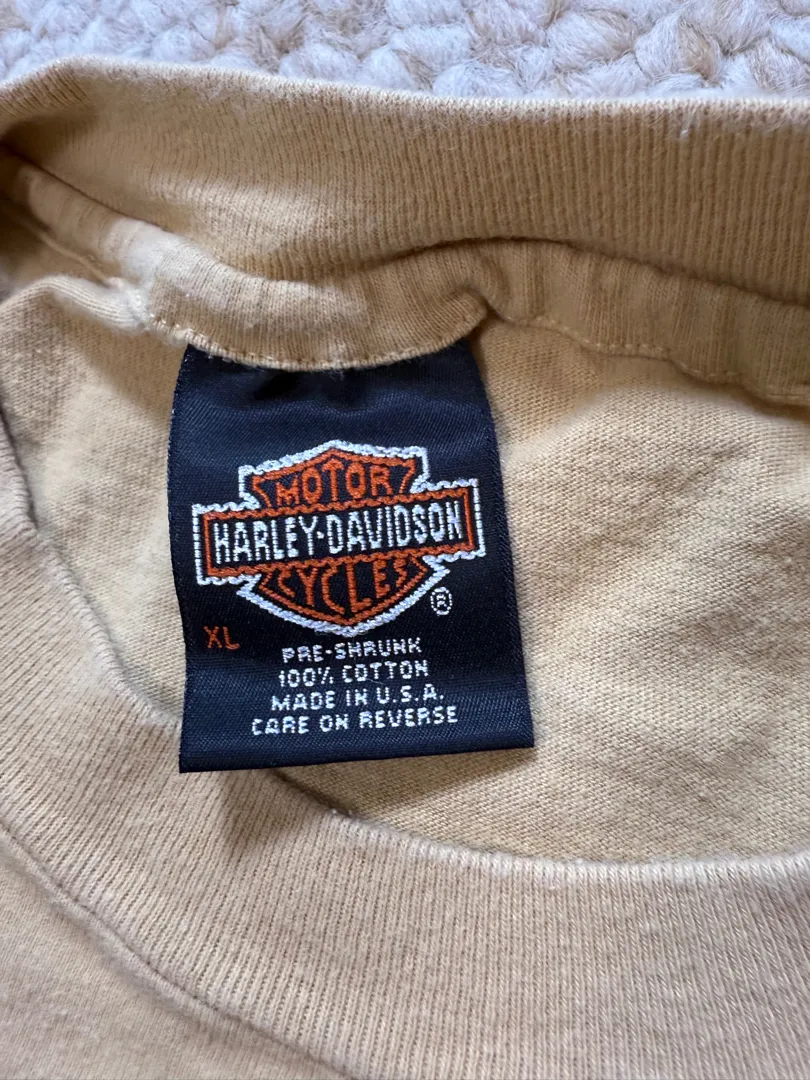 MOTOR
HARLEY-DAVIDSON
CYCLES
®
XL
PRE-SHRUNK
100% COTTON
MADE IN U.S.A.
CARE ON REVERSE